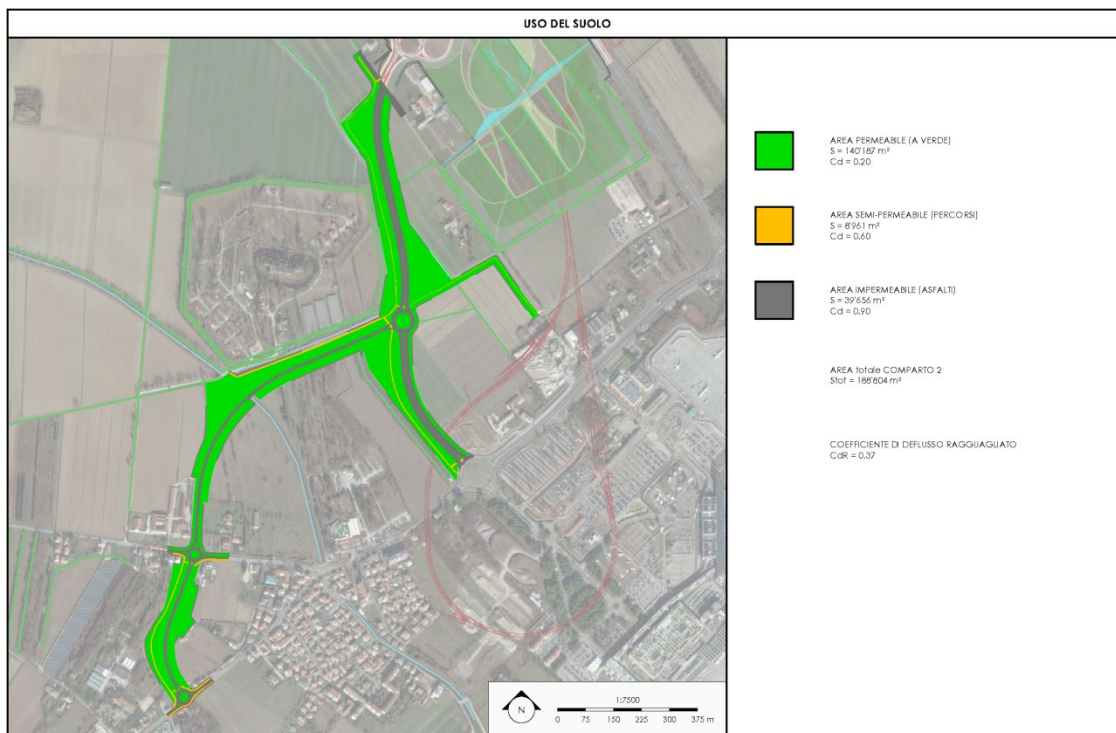 USO DEL SUOLO
AREA PERMEABILE (A VERDE)
S = 140'187 m²
Cd = 0.20
AREA SEMI-PERMEABILE (PERCORSI)
S = 8'961 m²
Cd = 0.60
AREA IMPERMEABILE (ASFALTI)
S = 39'656 m²
Cd = 0.90
AREA totale COMPARTO 2
Stot = 188'804 m²
COEFFICIENTE DI DEFLUSSO RAGGUAGLIATO
CdR = 0.37
N
1:7500
0 75 150 225 300 375 m